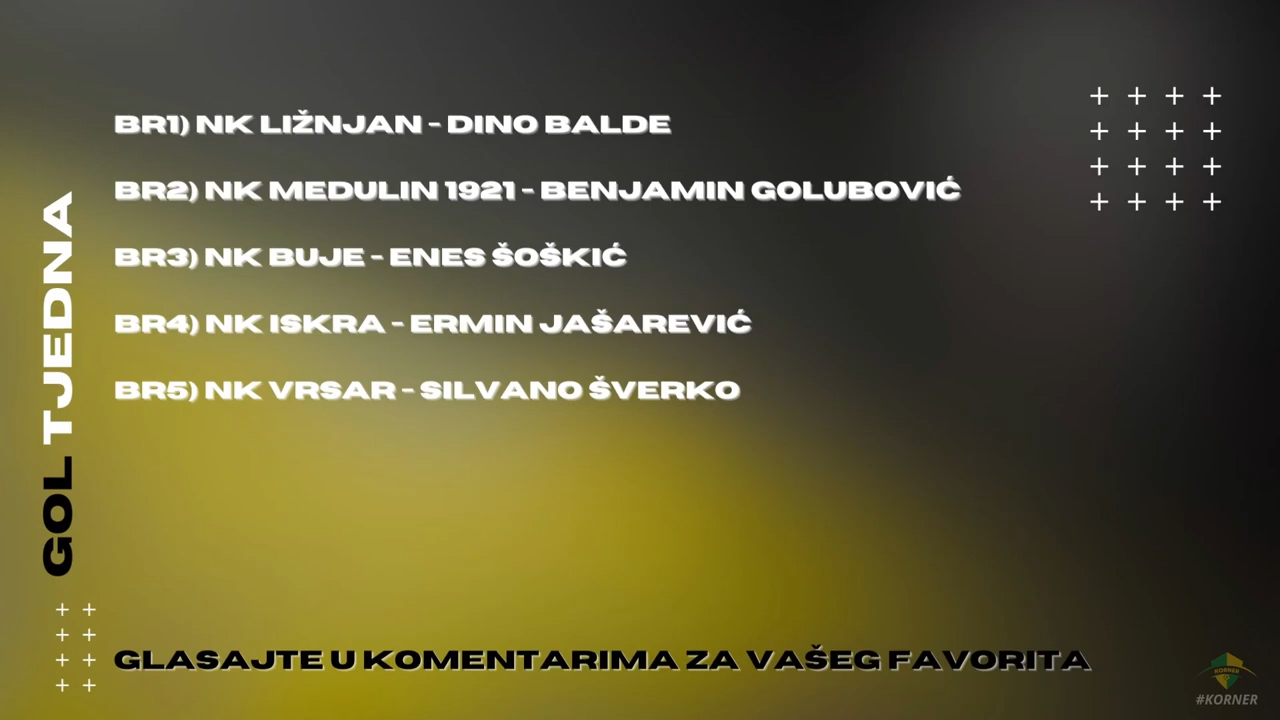 BR1) NK LIŽNJAN - DINO BALDE
BR2) NK MEDULIN 1921 - BENJAMIN GOLUBOVIĆ
BR3) NK BUJE - ENES ŠOŠKIĆ
BR4) NK ISKRA - ERMIN JAŠAREVIĆ
BR5) NK VRSAR - SILVANO ŠVERKO
GOL TJEDNA
GLASAJTE U KOMENTARIMA ZA VAŠEG FAVORITA
KORNER
#KORNER